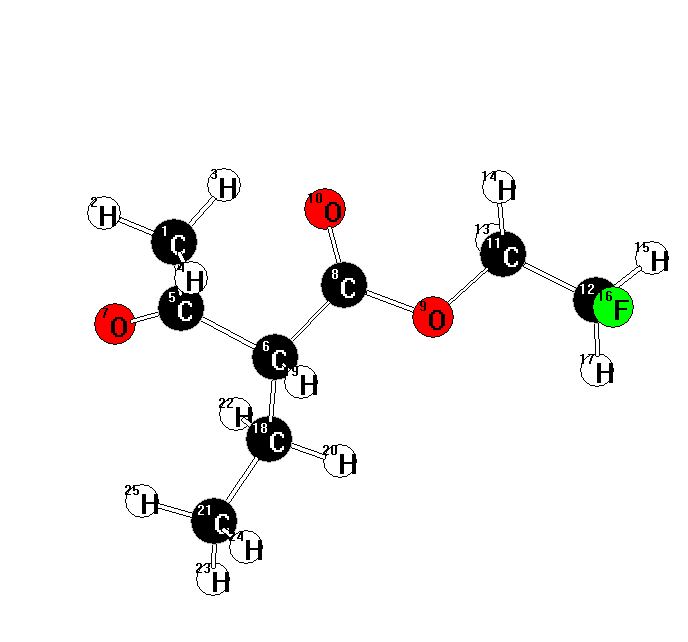 3 H
14 H
2 H
10 O
1 C
13
11 C
15 H
4 H
8 C
12 C
16 F
5 C
7 O
9 O
6 C
19 H
17 H
22 H
18 C
20 H
25 H
21 C
24 H
23 H